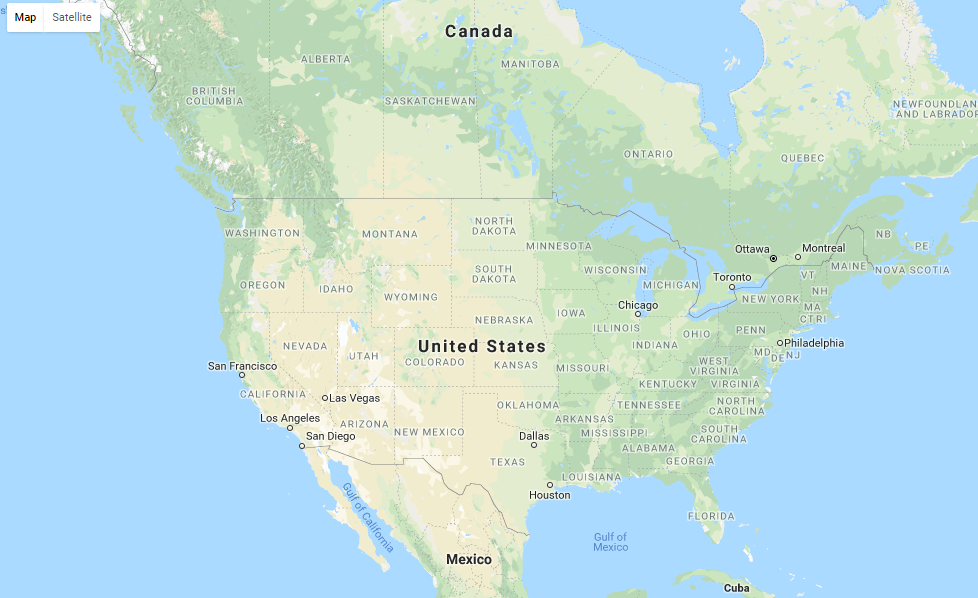 Map
Satellite
Canada
ALBERTA
MANITOBA
BRITISH
COLUMBIA
SASKATCHEWAN
NEWFOUNDLAN
AND LABRADOR
ONTARIO
QUEBEC
WASHINGTON
MONTANA
NORTH
DAKOTA
MINNESOTA
Ottawa
Montreal
NB
PE
MAINE
NOVA SCOTIA
OREGON
IDAHO
WYOMING
SOUTH
DAKOTA
WISCONSIN
MICHIGAN
Toronto
VT
NH
NEW YORK
MA
CT
RI
Chicago
IOWA
NEBRASKA
ILLINOIS
INDIANA
OHIO
PENN
Philadelphia
MD
DE
NJ
NEVADA
UTAH
United States
COLORADO
KANSAS
MISSOURI
WEST
VIRGINIA
KENTUCKY
VIRGINIA
San Francisco
CALIFORNIA
Las Vegas
OKLAHOMA
TENNESSEE
NORTH
CAROLINA
Los Angeles
ARIZONA
NEW MEXICO
ARKANSAS
MISSISSIPPI
SOUTH
CAROLINA
San Diego
Dallas
ALABAMA
GEORGIA
TEXAS
LOUISIANA
Houston
FLORIDA
Gulf of California
Gulf of
Mexico
Mexico
Cuba